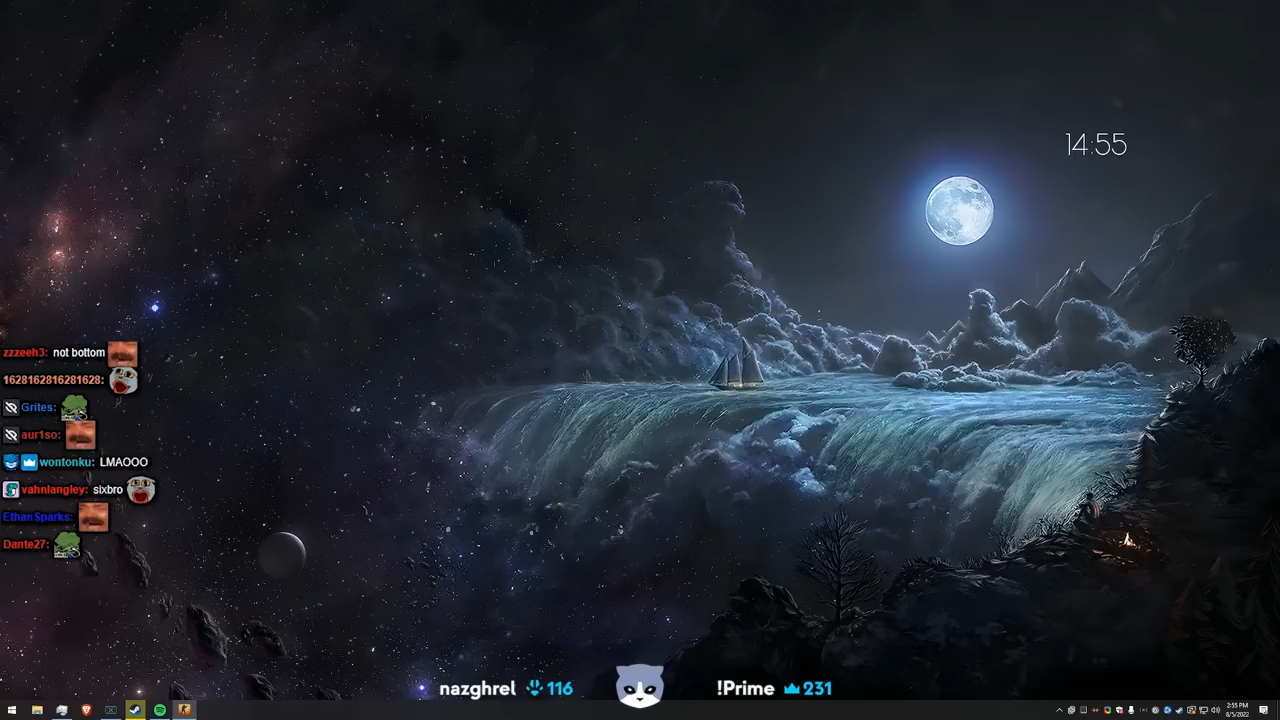 14:55
zzzeeh3: not bottom
1628162816281628:
Grites:
aur1so:
wontonku: LMAOOO
vahnlangley: sixbro
EthanSparks:
Dante27:
nazghrel 116
!Prime 231
2:55 PM
8/5/2022